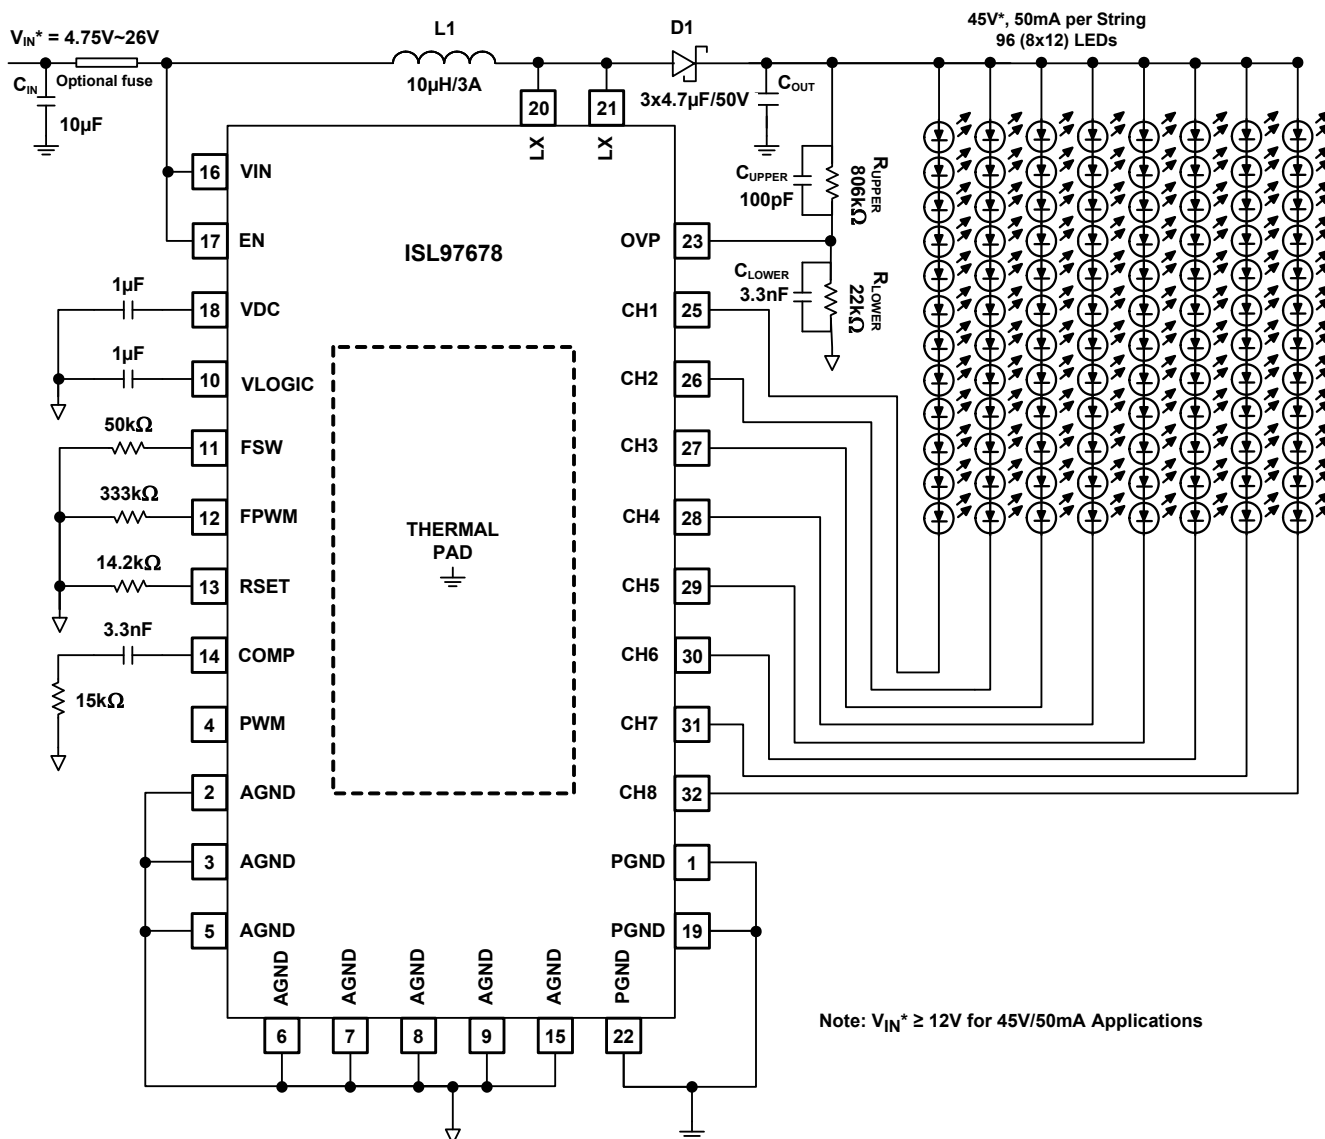 V_IN* = 4.75V~26V
Optional fuse
C_IN
10µF
L1
10µH/3A
D1
3x4.7µF/50V
C_OUT
45V*, 50mA per String
96 (8x12) LEDs
20
LX
21
LX
16 VIN
17 EN
1µF
18 VDC
1µF
10 VLOGIC
50kΩ
11 FSW
333kΩ
12 FPWM
14.2kΩ
13 RSET
3.3nF
14 COMP
15kΩ
4 PWM
2 AGND
3 AGND
5 AGND
ISL97678
THERMAL
PAD
C_UPPER
100pF
R_UPPER
806kΩ
OVP 23
C_LOWER
3.3nF
R_LOWER
22kΩ
CH1 25
CH2 26
CH3 27
CH4 28
CH5 29
CH6 30
CH7 31
CH8 32
PGND 1
PGND 19
AGND
6
AGND
7
AGND
8
AGND
9
AGND
15
PGND
22
Note: V_IN* ≥ 12V for 45V/50mA Applications